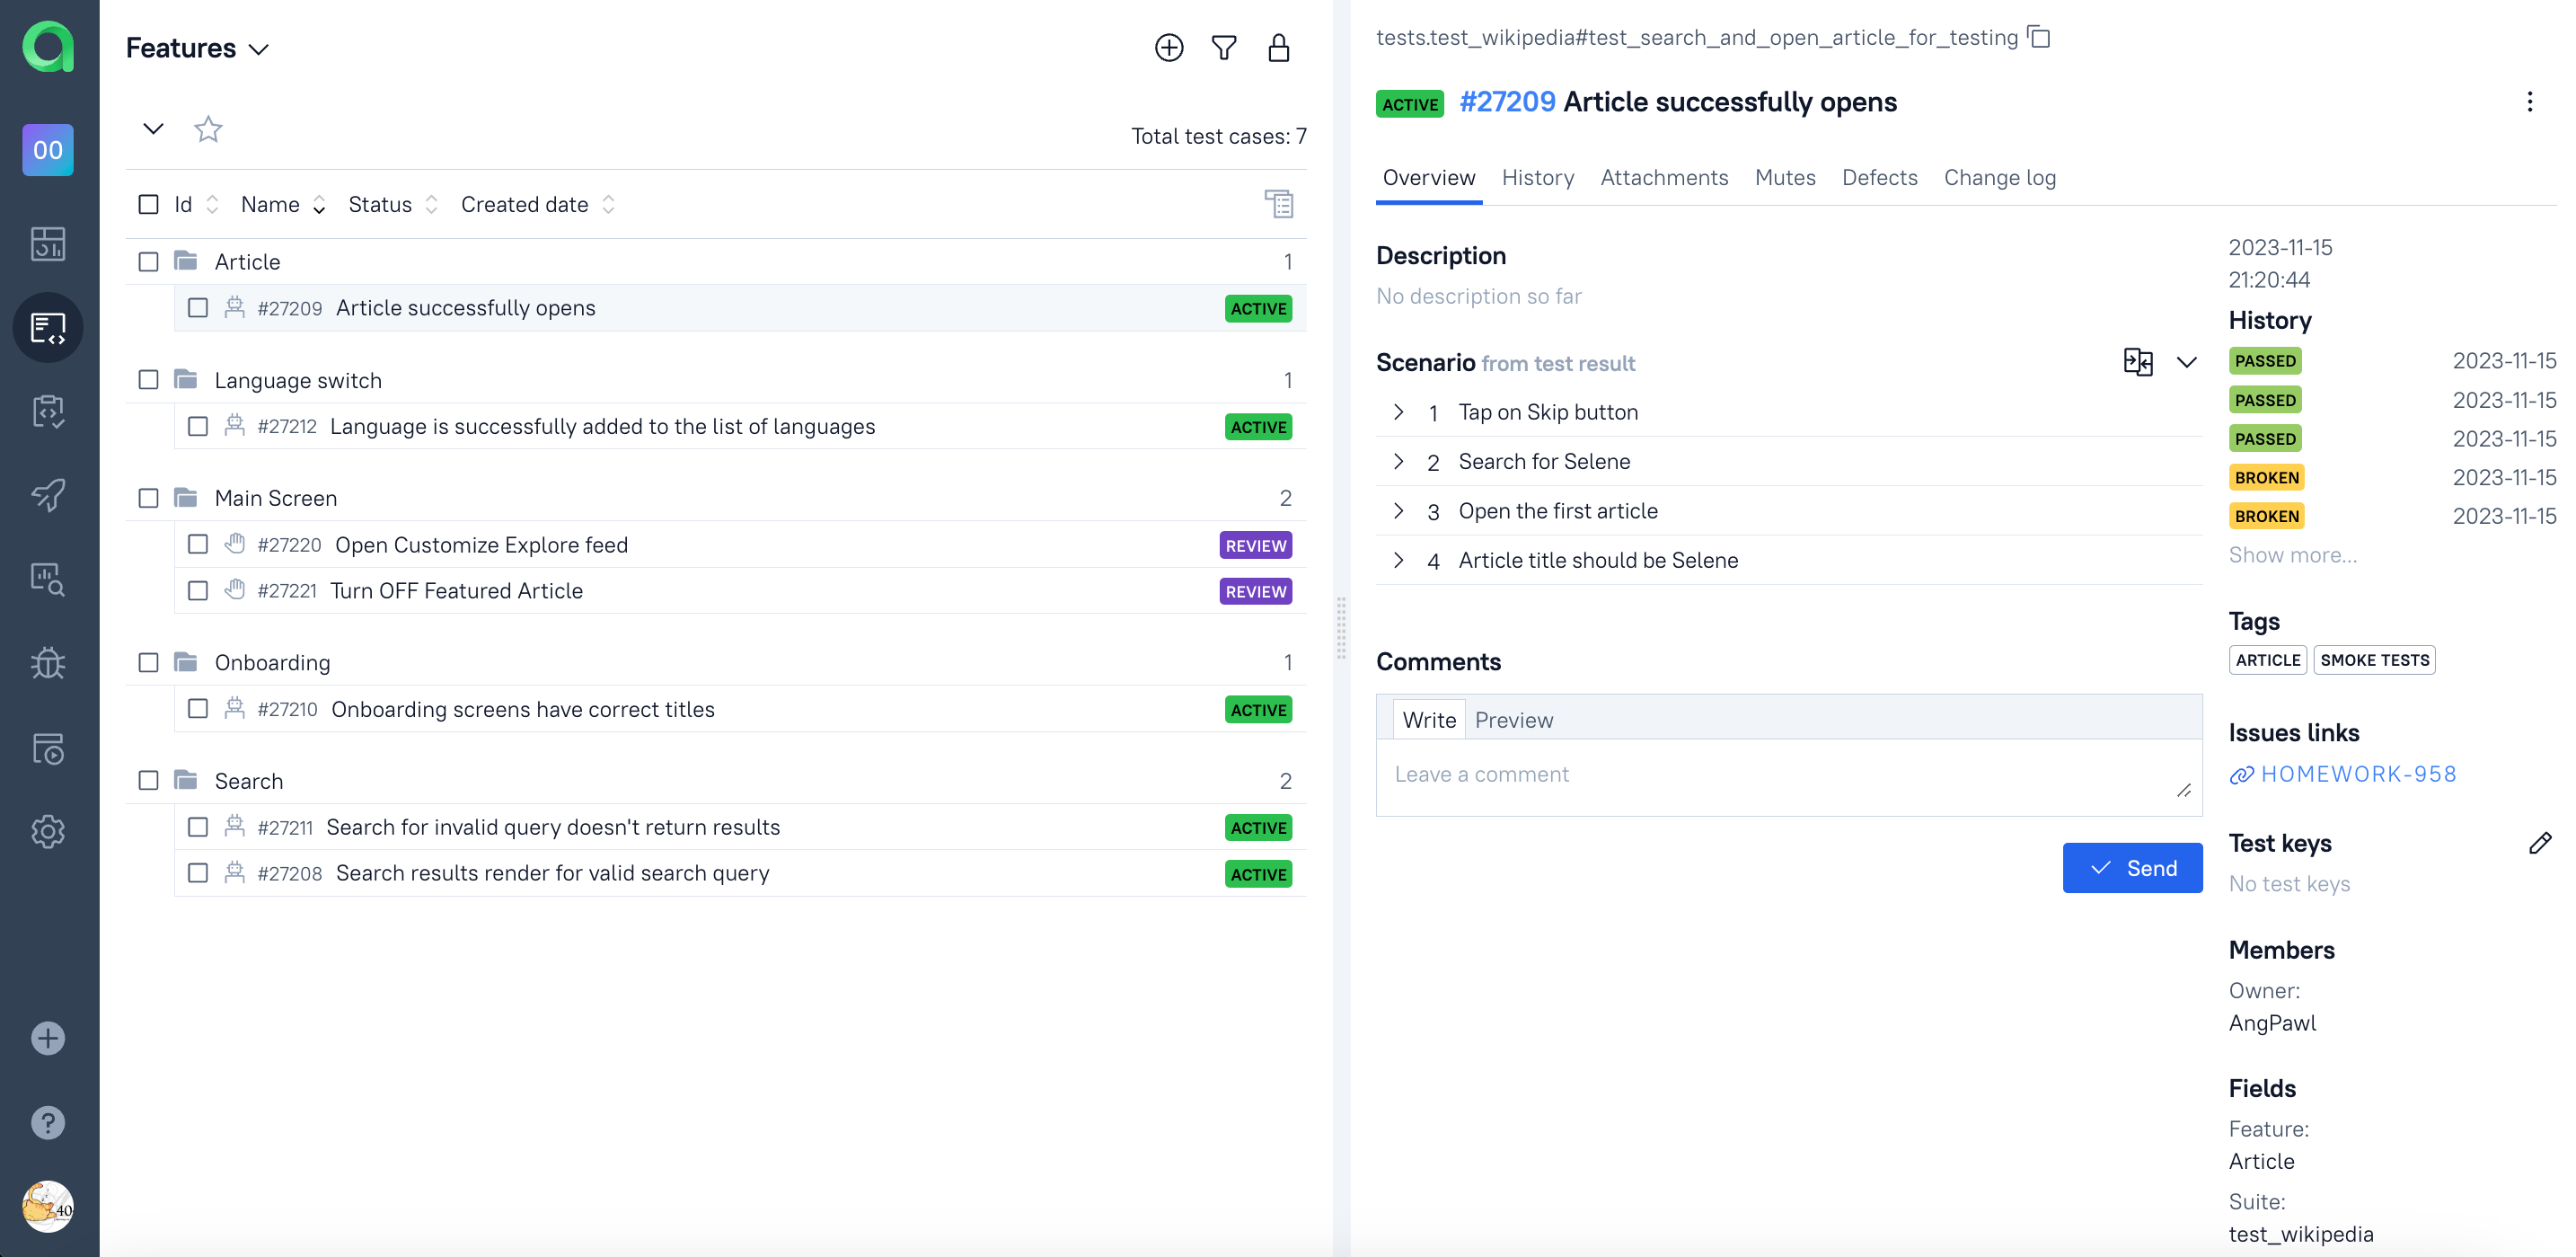 00
40
Features
Total test cases: 7
Id Name Status Created date
Article 1
#27209 Article successfully opens ACTIVE
Language switch 1
#27212 Language is successfully added to the list of languages ACTIVE
Main Screen 2
#27220 Open Customize Explore feed REVIEW
#27221 Turn OFF Featured Article REVIEW
Onboarding 1
#27210 Onboarding screens have correct titles ACTIVE
Search 2
#27211 Search for invalid query doesn't return results ACTIVE
#27208 Search results render for valid search query ACTIVE
tests.test_wikipedia#test_search_and_open_article_for_testing
ACTIVE #27209 Article successfully opens
Overview History Attachments Mutes Defects Change log
Description
No description so far
Scenario from test result
1 Tap on Skip button
2 Search for Selene
3 Open the first article
4 Article title should be Selene
Comments
Write Preview
Leave a comment
Send
2023-11-15
21:20:44
History
PASSED 2023-11-15
PASSED 2023-11-15
PASSED 2023-11-15
BROKEN 2023-11-15
BROKEN 2023-11-15
Show more...
Tags
ARTICLE SMOKE TESTS
Issues links
HOMEWORK-958
Test keys
No test keys
Members
Owner:
AngPawl
Fields
Feature:
Article
Suite:
test_wikipedia